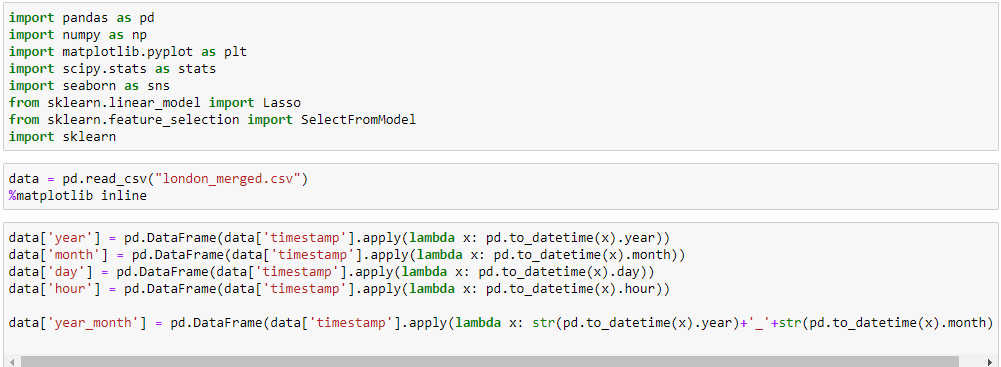 import pandas as pd
import numpy as np
import matplotlib.pyplot as plt
import scipy.stats as stats
import seaborn as sns
from sklearn.linear_model import Lasso
from sklearn.feature_selection import SelectFromModel
import sklearn
data = pd.read_csv("london_merged.csv")
%matplotlib inline
data['year'] = pd.DataFrame(data['timestamp'].apply(lambda x: pd.to_datetime(x).year))
data['month'] = pd.DataFrame(data['timestamp'].apply(lambda x: pd.to_datetime(x).month))
data['day'] = pd.DataFrame(data['timestamp'].apply(lambda x: pd.to_datetime(x).day))
data['hour'] = pd.DataFrame(data['timestamp'].apply(lambda x: pd.to_datetime(x).hour))
data['year_month'] = pd.DataFrame(data['timestamp'].apply(lambda x: str(pd.to_datetime(x).year)+'_'+str(pd.to_datetime(x).month)